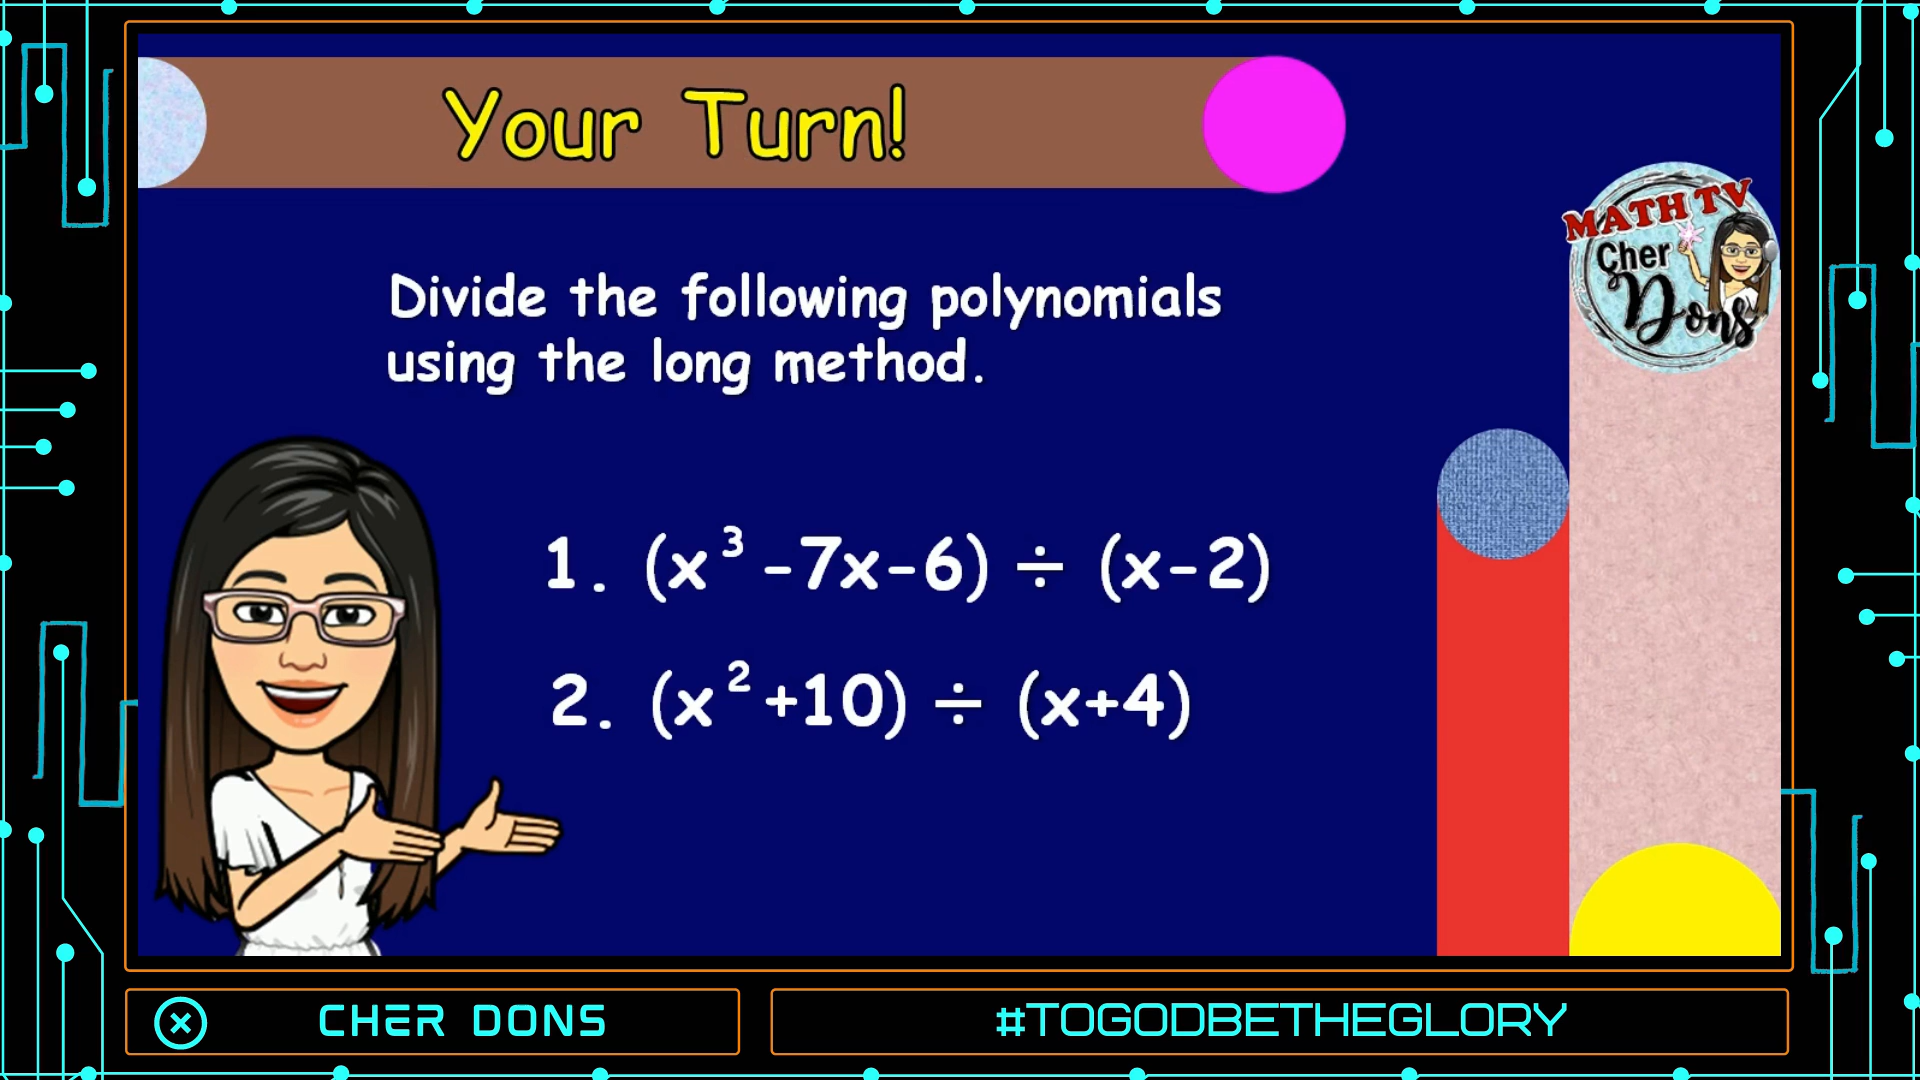 Your Turn!
MATH TV
Cher
Dons
Divide the following polynomials
using the long method.
1. (x³ -7x-6) ÷ (x-2)
2. (x² +10) ÷ (x+4)
CHER DONS
#TOGODBETHEGLORY